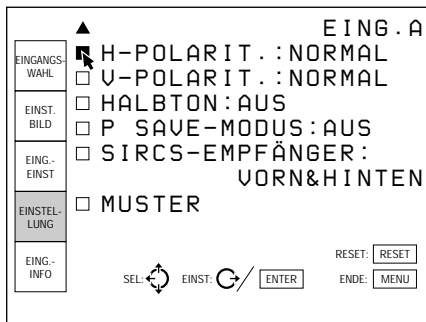 EING.A
H-POLARIT.:NORMAL
V-POLARIT.:NORMAL
HALBTON:AUS
P SAVE-MODUS:AUS
SIRCS-EMPFÄNGER:
VORN&HINTEN
MUSTER
EINGANGS-
WAHL
EINST.
BILD
EING.-
EINST
EINSTEL-
LUNG
EING.-
INFO
RESET: RESET
SEL: EINST: / ENTER ENDE: MENU